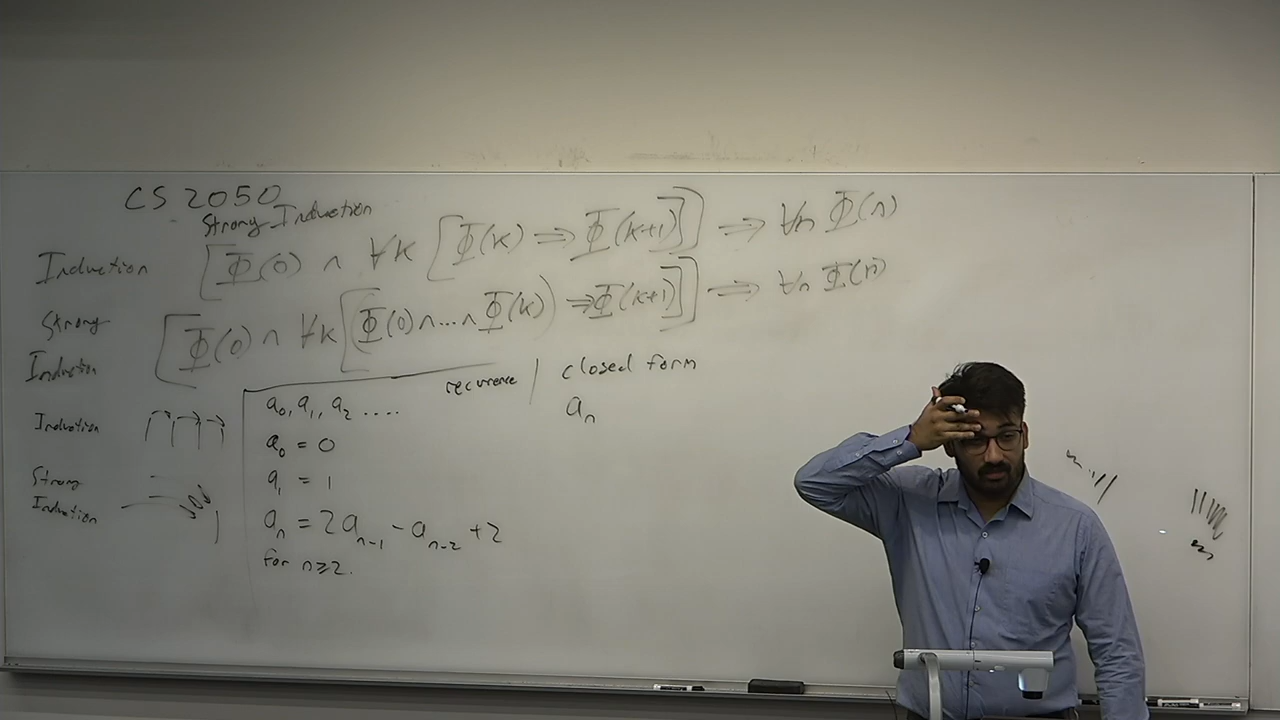 CS 2050
Strong Induction
Induction [Φ(0) ∧ ∀k [Φ(k) ⇒ Φ(k+1)]] ⇒ ∀n Φ(n)
Strong Induction [Φ(0) ∧ ∀k[(Φ(0) ∧ ... ∧ Φ(k)) ⇒ Φ(k+1)]] ⇒ ∀n Φ(n)
recurrence | closed form
a₀, a₁, a₂ ....
aₙ
Induction
a₀ = 0
a₁ = 1
Strong
Induction
aₙ = 2aₙ₋₁ - aₙ₋₂ + 2
for n≥2.